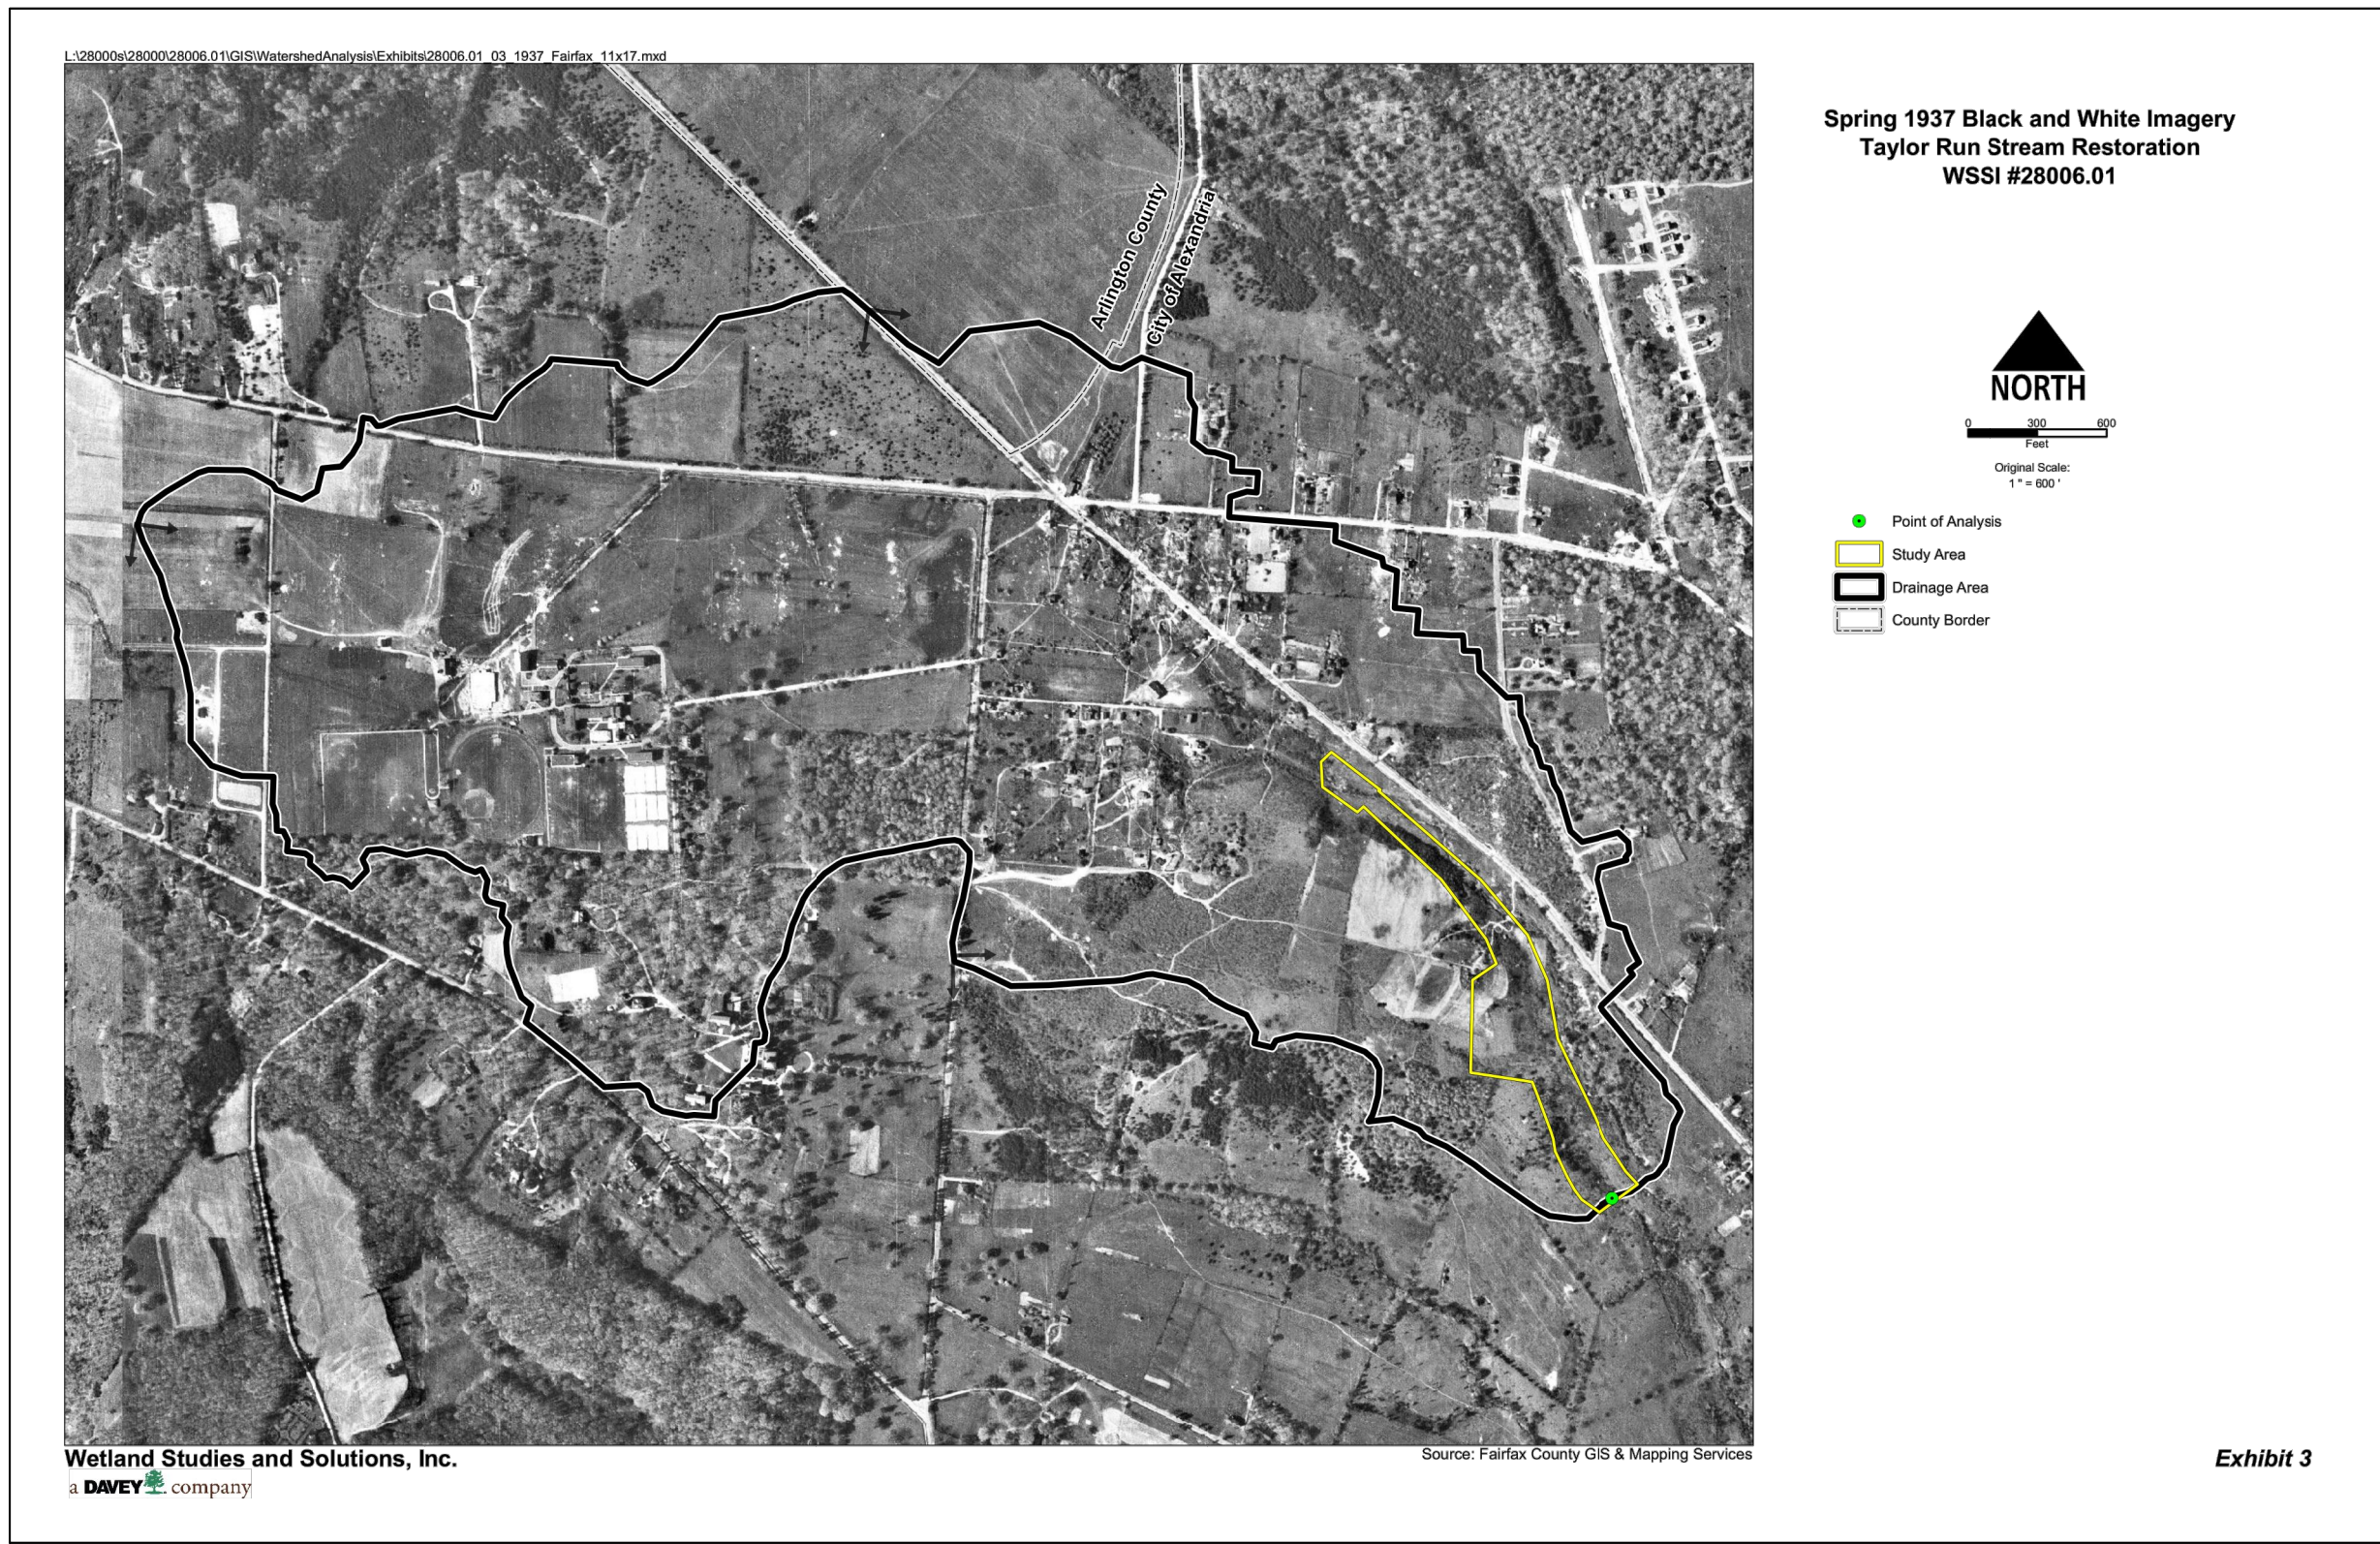 L:\28000s\28000\28006.01\GIS\WatershedAnalysis\Exhibits\28006.01_03_1937_Fairfax_11x17.mxd
Spring 1937 Black and White Imagery
Taylor Run Stream Restoration
WSSI #28006.01
Arlington County
City of Alexandria
NORTH
0 300 600
Feet
Original Scale:
1 " = 600 '
Point of Analysis
Study Area
Drainage Area
County Border
Wetland Studies and Solutions, Inc.
a DAVEY company
Source: Fairfax County GIS & Mapping Services
Exhibit 3